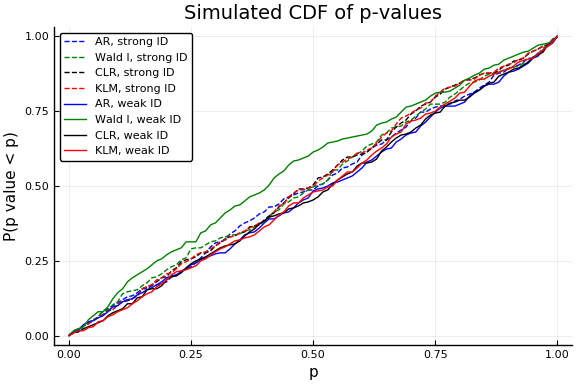 Simulated CDF of p-values
P(p value < p)
1.00
0.75
0.50
0.25
0.00
AR, strong ID
Wald I, strong ID
CLR, strong ID
KLM, strong ID
AR, weak ID
Wald I, weak ID
CLR, weak ID
KLM, weak ID
0.00 0.25 0.50 0.75 1.00
p